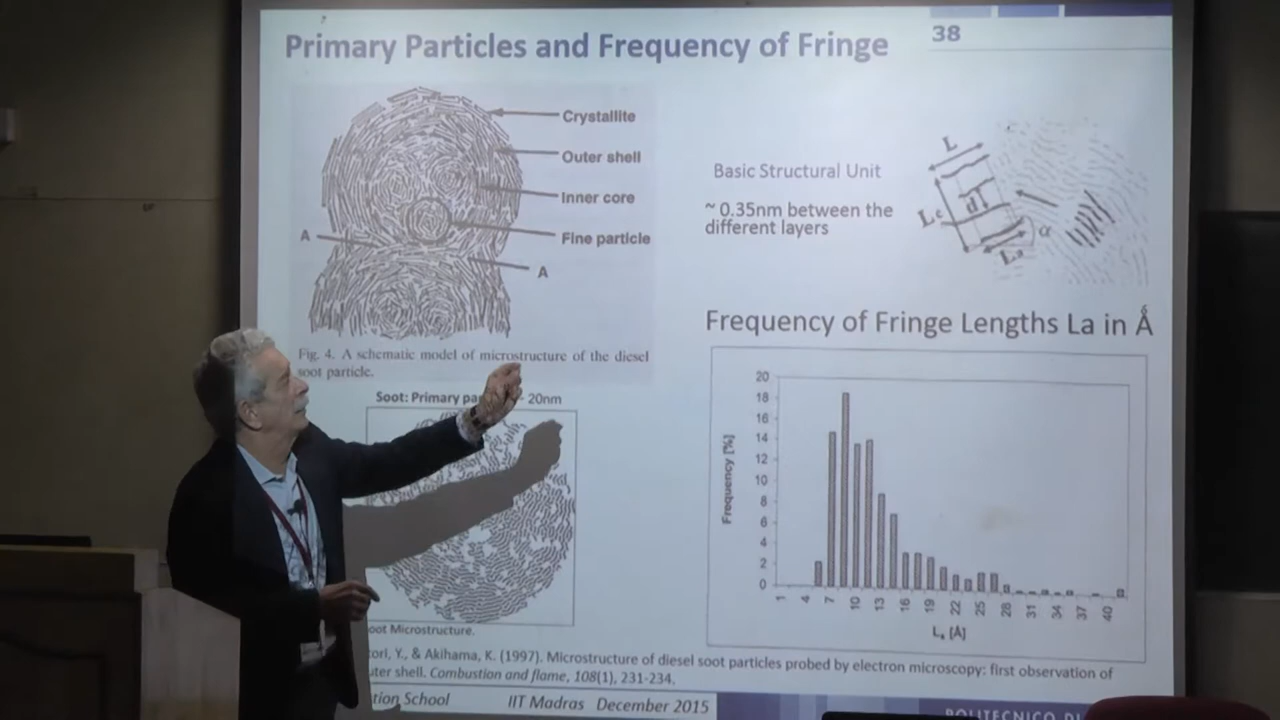 Primary Particles and Frequency of Fringe
38
Crystallite
Outer shell
Inner core
Fine particle
A
A
Fig. 4. A schematic model of microstructure of the diesel
soot particle.
Basic Structural Unit
~ 0.35nm between the
different layers
L
Lc
d
α
La
Soot: Primary pa
20nm
oot Microstructure.
Frequency of Fringe Lengths La in Å
Frequency [%]
20
18
16
14
12
10
8
6
4
2
0
1 4 7 10 13 16 19 22 25 28 31 34 37 40
La [Å]
tori, Y., & Akihama, K. (1997). Microstructure of diesel soot particles probed by electron microscopy: first observation of
uter shell. Combustion and flame, 108(1), 231-234.
tion School IIT Madras December 2015
POLITECNICO DI